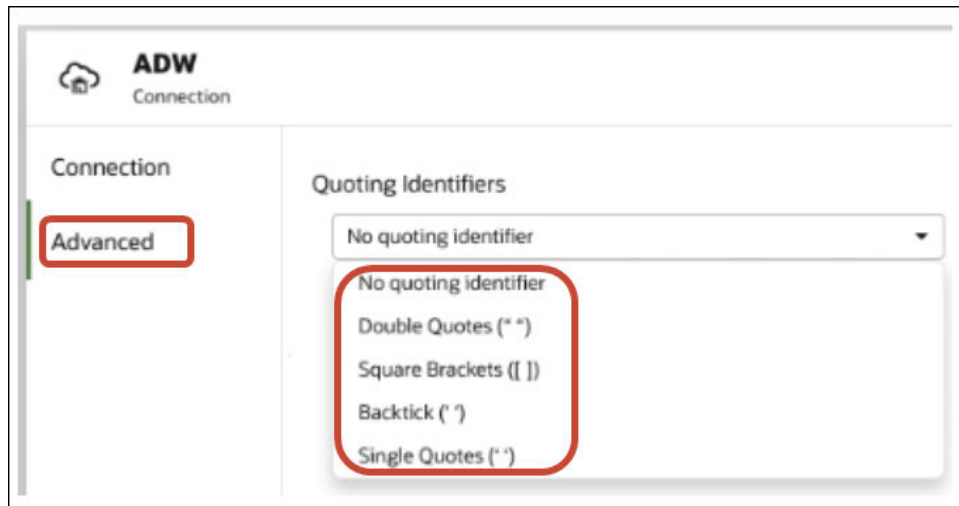 ADW
Connection
Connection
Advanced
Quoting Identifiers
No quoting identifier
No quoting identifier
Double Quotes (" ")
Square Brackets ([ ])
Backtick (' ')
Single Quotes (' ')